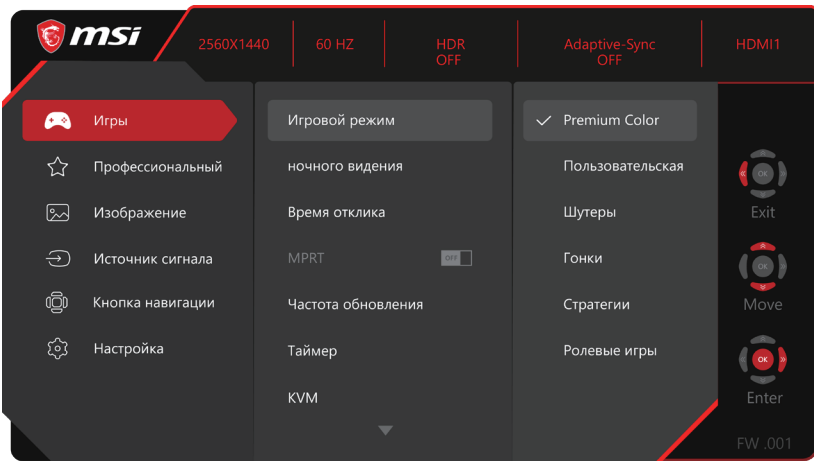 msi
2560X1440
60 HZ
HDR
OFF
Adaptive-Sync
OFF
HDMI1
Игры
Профессиональный
Изображение
Источник сигнала
Кнопка навигации
Настройка
Игровой режим
ночного видения
Время отклика
MPRT
OFF
Частота обновления
Таймер
KVM
Premium Color
Пользовательская
Шутеры
Гонки
Стратегии
Ролевые игры
OK
Exit
OK
Move
OK
Enter
FW .001